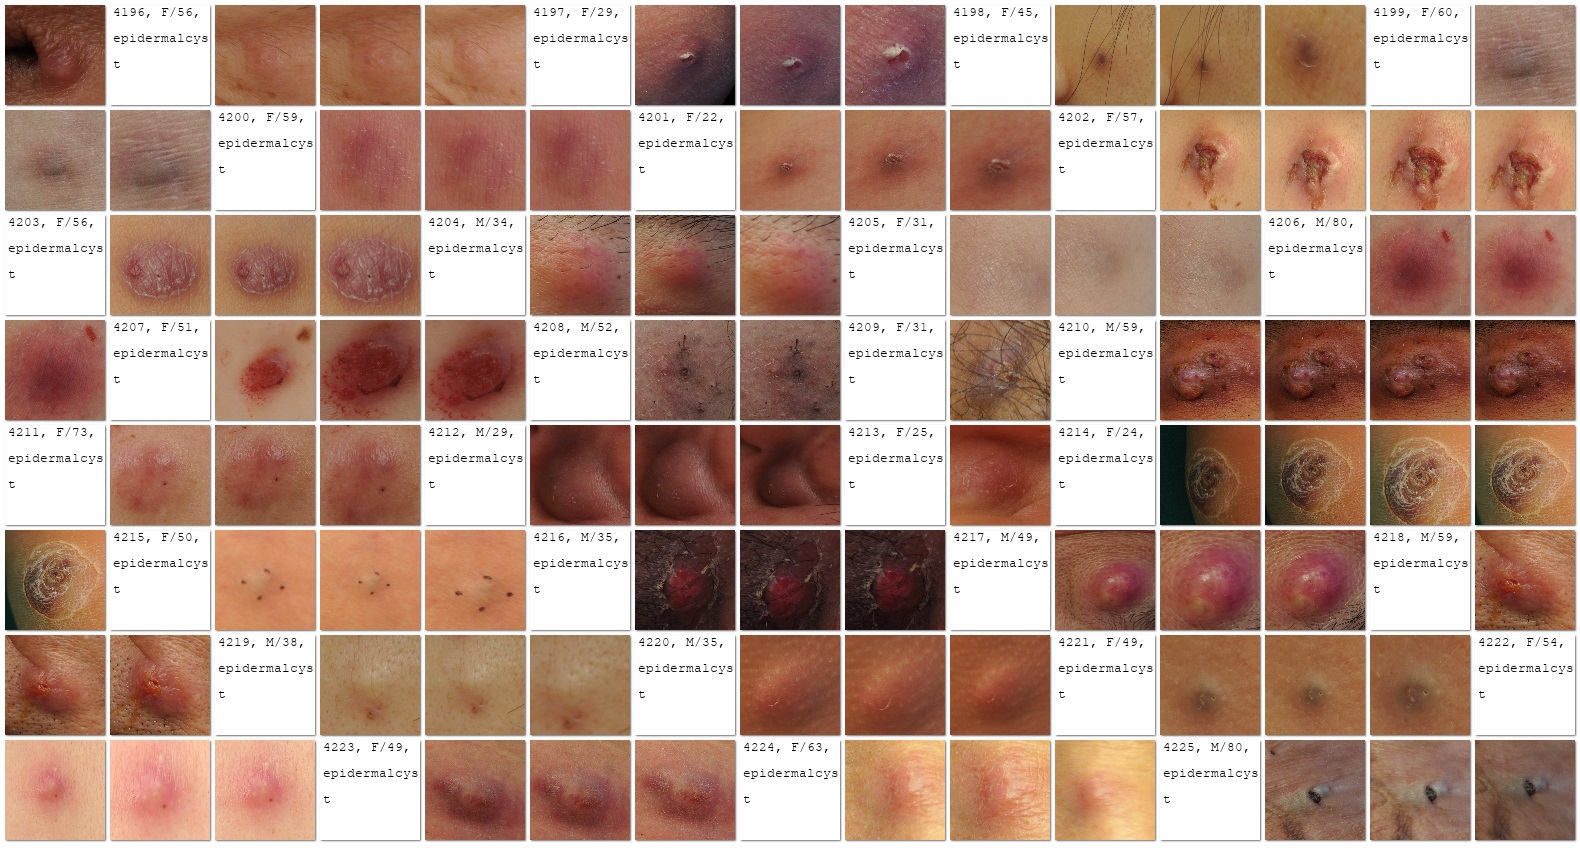 4196, F/56,
epidermalcys
t
4197, F/29,
epidermalcys
t
4198, F/45,
epidermalcys
t
4199, F/60,
epidermalcys
t
4200, F/59,
epidermalcys
t
4201, F/22,
epidermalcys
t
4202, F/57,
epidermalcys
t
4203, F/56,
epidermalcys
t
4204, M/34,
epidermalcys
t
4205, F/31,
epidermalcys
t
4206, M/80,
epidermalcys
t
4207, F/51,
epidermalcys
t
4208, M/52,
epidermalcys
t
4209, F/31,
epidermalcys
t
4210, M/59,
epidermalcys
t
4211, F/73,
epidermalcys
t
4212, M/29,
epidermalcys
t
4213, F/25,
epidermalcys
t
4214, F/24,
epidermalcys
t
4215, F/50,
epidermalcys
t
4216, M/35,
epidermalcys
t
4217, M/49,
epidermalcys
t
4218, M/59,
epidermalcys
t
4219, M/38,
epidermalcys
t
4220, M/35,
epidermalcys
t
4221, F/49,
epidermalcys
t
4222, F/54,
epidermalcys
t
4223, F/49,
epidermalcys
t
4224, F/63,
epidermalcys
t
4225, M/80,
epidermalcys
t